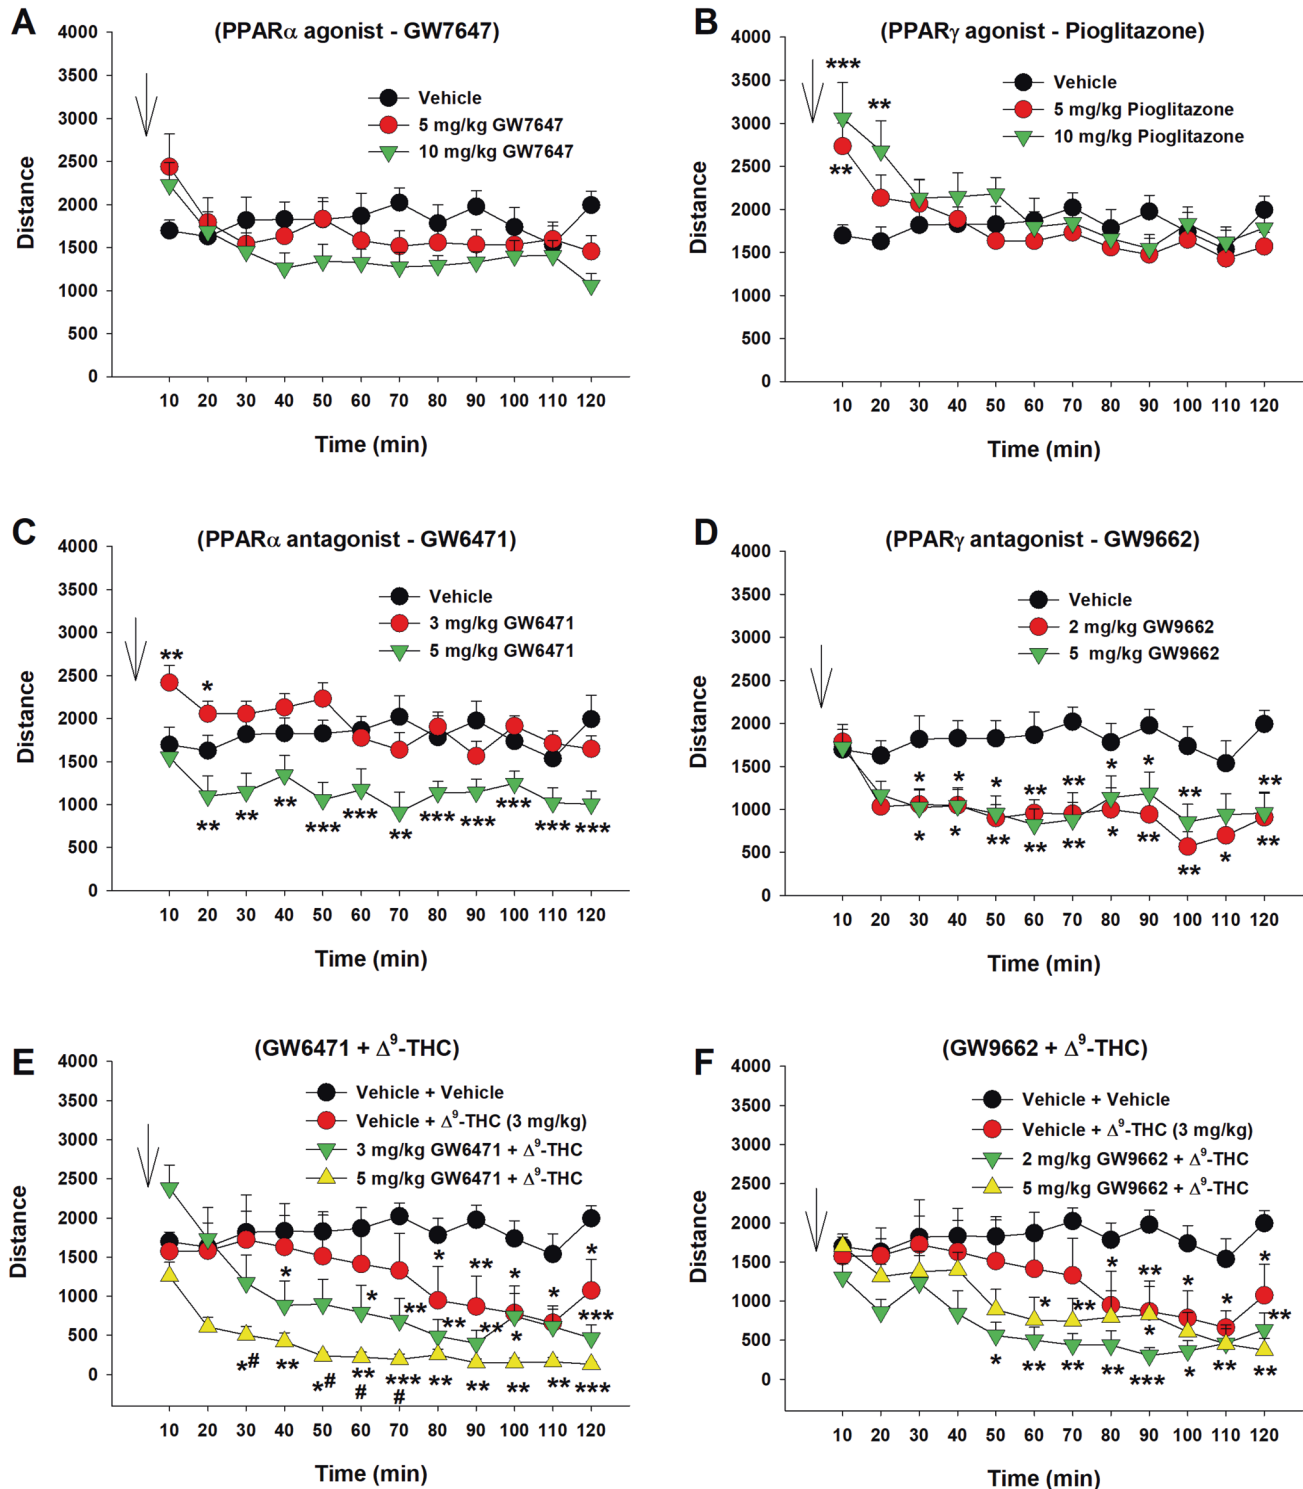 A
(PPARα agonist - GW7647)
4000
3500
3000
2500
2000
1500
1000
500
0
Distance
Vehicle
5 mg/kg GW7647
10 mg/kg GW7647
10 20 30 40 50 60 70 80 90 100 110 120
Time (min)
B
(PPARγ agonist - Pioglitazone)
4000
3500
3000
2500
2000
1500
1000
500
0
Distance
Vehicle
5 mg/kg Pioglitazone
10 mg/kg Pioglitazone
*** **
**
10 20 30 40 50 60 70 80 90 100 110 120
Time (min)
C
(PPARα antagonist - GW6471)
4000
3500
3000
2500
2000
1500
1000
500
0
Distance
Vehicle
3 mg/kg GW6471
5 mg/kg GW6471
** *
** ** ** *** *** ** *** *** *** *** ***
10 20 30 40 50 60 70 80 90 100 110 120
Time (min)
D
(PPARγ antagonist - GW9662)
4000
3500
3000
2500
2000
1500
1000
500
0
Distance
Vehicle
2 mg/kg GW9662
5 mg/kg GW9662
* * * ** ** * * ** **
* * ** ** ** * ** ** * **
10 20 30 40 50 60 70 80 90 100 110 120
Time (min)
E
(GW6471 + Δ⁹-THC)
4000
3500
3000
2500
2000
1500
1000
500
0
Distance
Vehicle + Vehicle
Vehicle + Δ⁹-THC (3 mg/kg)
3 mg/kg GW6471 + Δ⁹-THC
5 mg/kg GW6471 + Δ⁹-THC
* ** * * *
* * ** ** ** * ***
*# ** *# ** *** ** ** ** ** ***
# #
10 20 30 40 50 60 70 80 90 100 110 120
Time (min)
F
(GW9662 + Δ⁹-THC)
4000
3500
3000
2500
2000
1500
1000
500
0
Distance
Vehicle + Vehicle
Vehicle + Δ⁹-THC (3 mg/kg)
2 mg/kg GW9662 + Δ⁹-THC
5 mg/kg GW9662 + Δ⁹-THC
* ** * * *
* ** * **
* ** ** ** *** * ** **
10 20 30 40 50 60 70 80 90 100 110 120
Time (min)